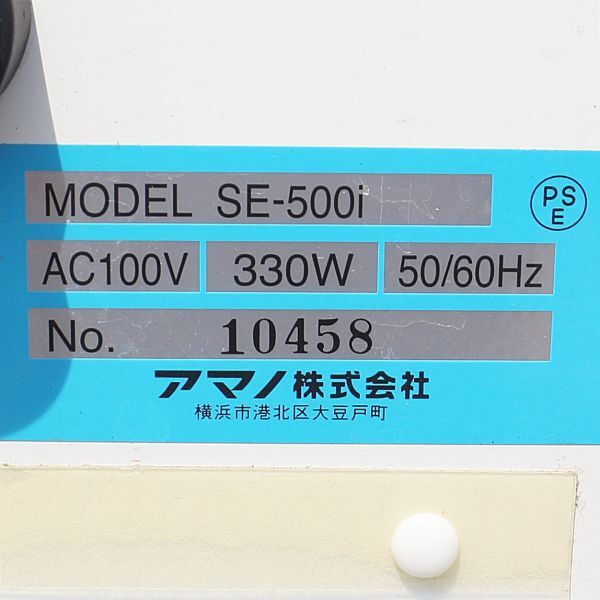 MODEL SE-500i
PS
E
AC100V 330W 50/60Hz
No. 10458
アマノ株式会社
横浜市港北区大豆戸町